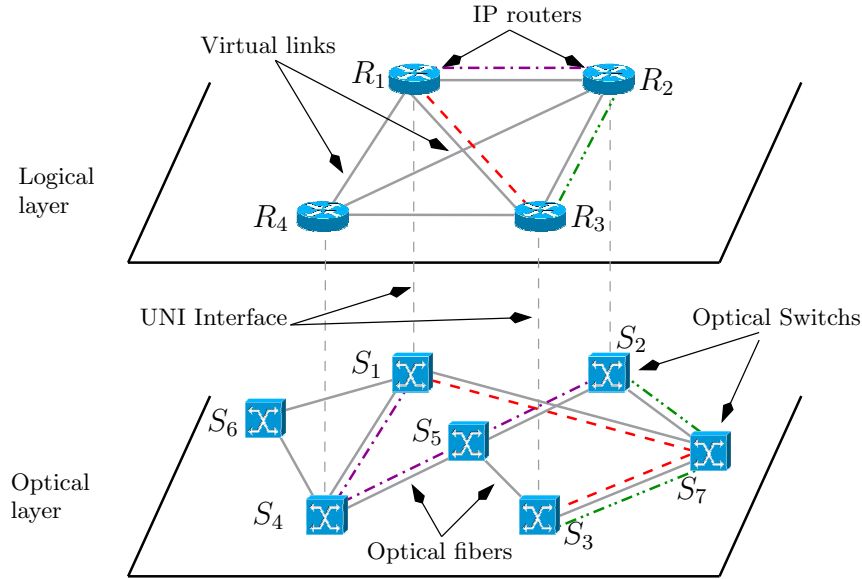 IP routers
Virtual links
R1
R2
Logical
layer
R4
R3
UNI Interface
Optical Switchs
S2
S1
S6
S5
Optical
layer
S4
S7
S3
Optical fibers